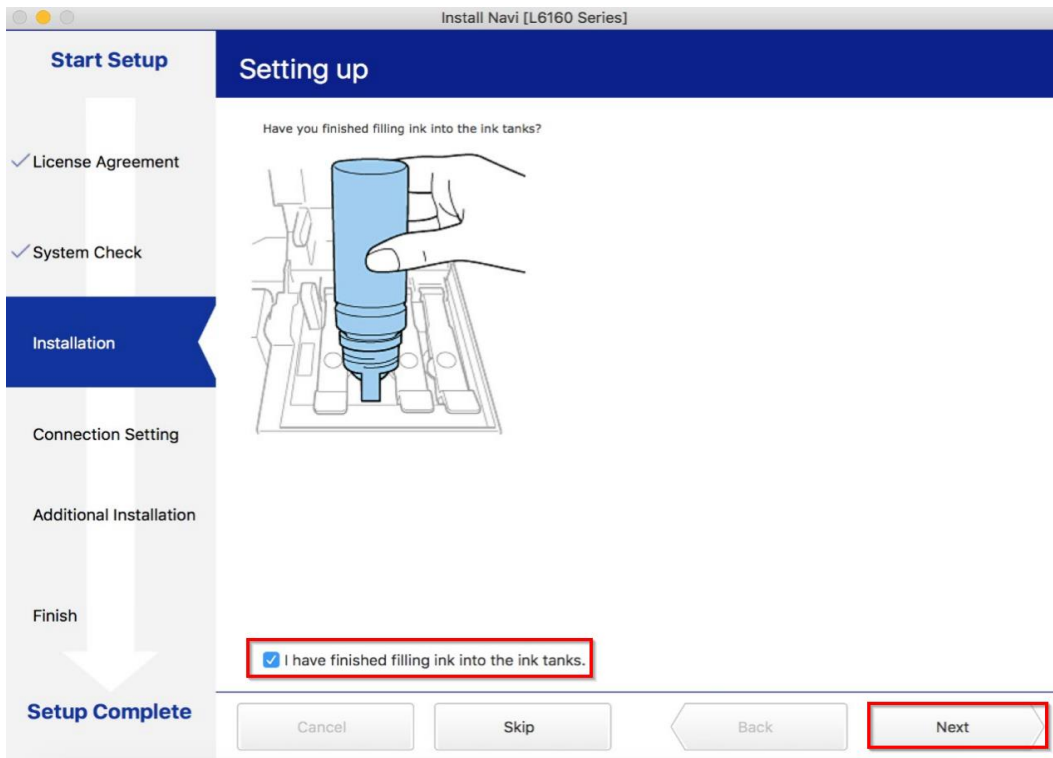 Install Navi [L6160 Series]
Start Setup
License Agreement
System Check
Installation
Connection Setting
Additional Installation
Finish
Setup Complete
Setting up
Have you finished filling ink into the ink tanks?
I have finished filling ink into the ink tanks.
Cancel
Skip
Back
Next